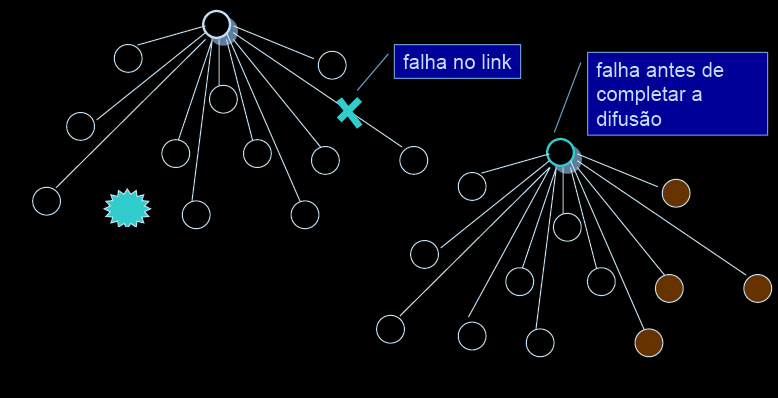 falha no link
falha antes de
completar a
difusão